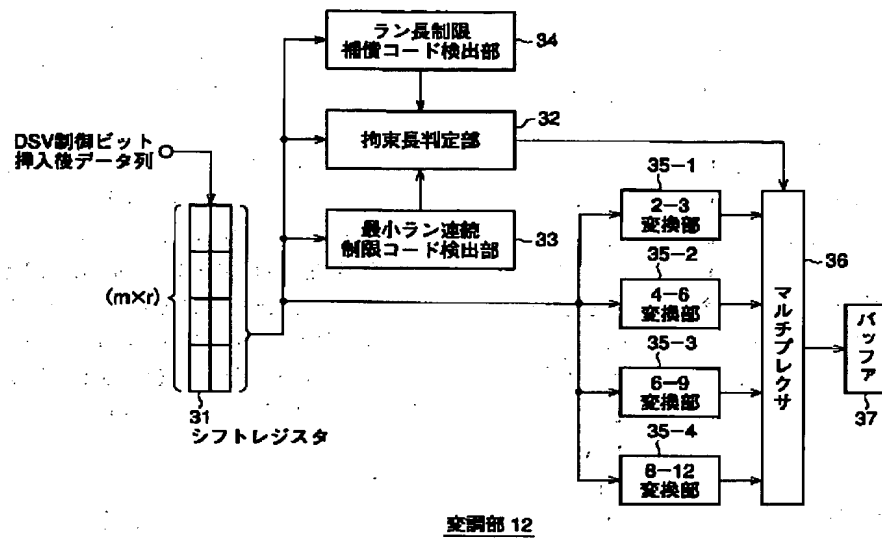 ラン長制限
補償コード検出部
34
拘束長判定部
32
DSV制御ビット
挿入後データ列
最小ラン連続
制限コード検出部
33
(m×r)
31
シフトレジスタ
35-1
2-3
変換部
35-2
4-6
変換部
35-3
6-9
変換部
35-4
8-12
変換部
マルチプレクサ
36
バッファ
37
変調部 12